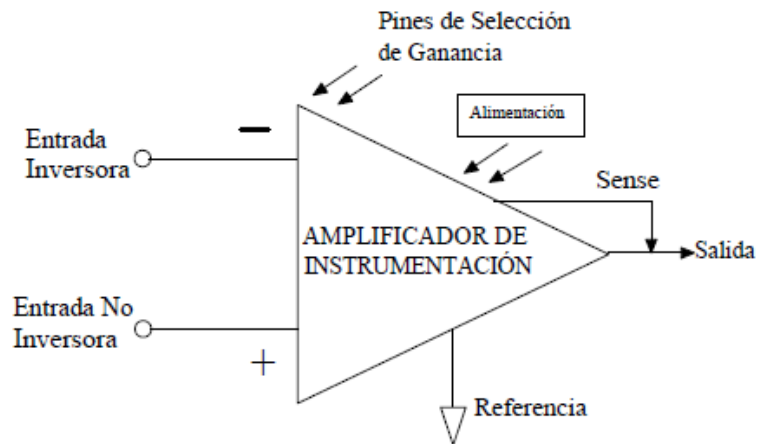 Pines de Selección
de Ganancia
Alimentación
Entrada
Inversora
−
Sense
AMPLIFICADOR DE
INSTRUMENTACIÓN
Salida
Entrada No
Inversora
+
Referencia